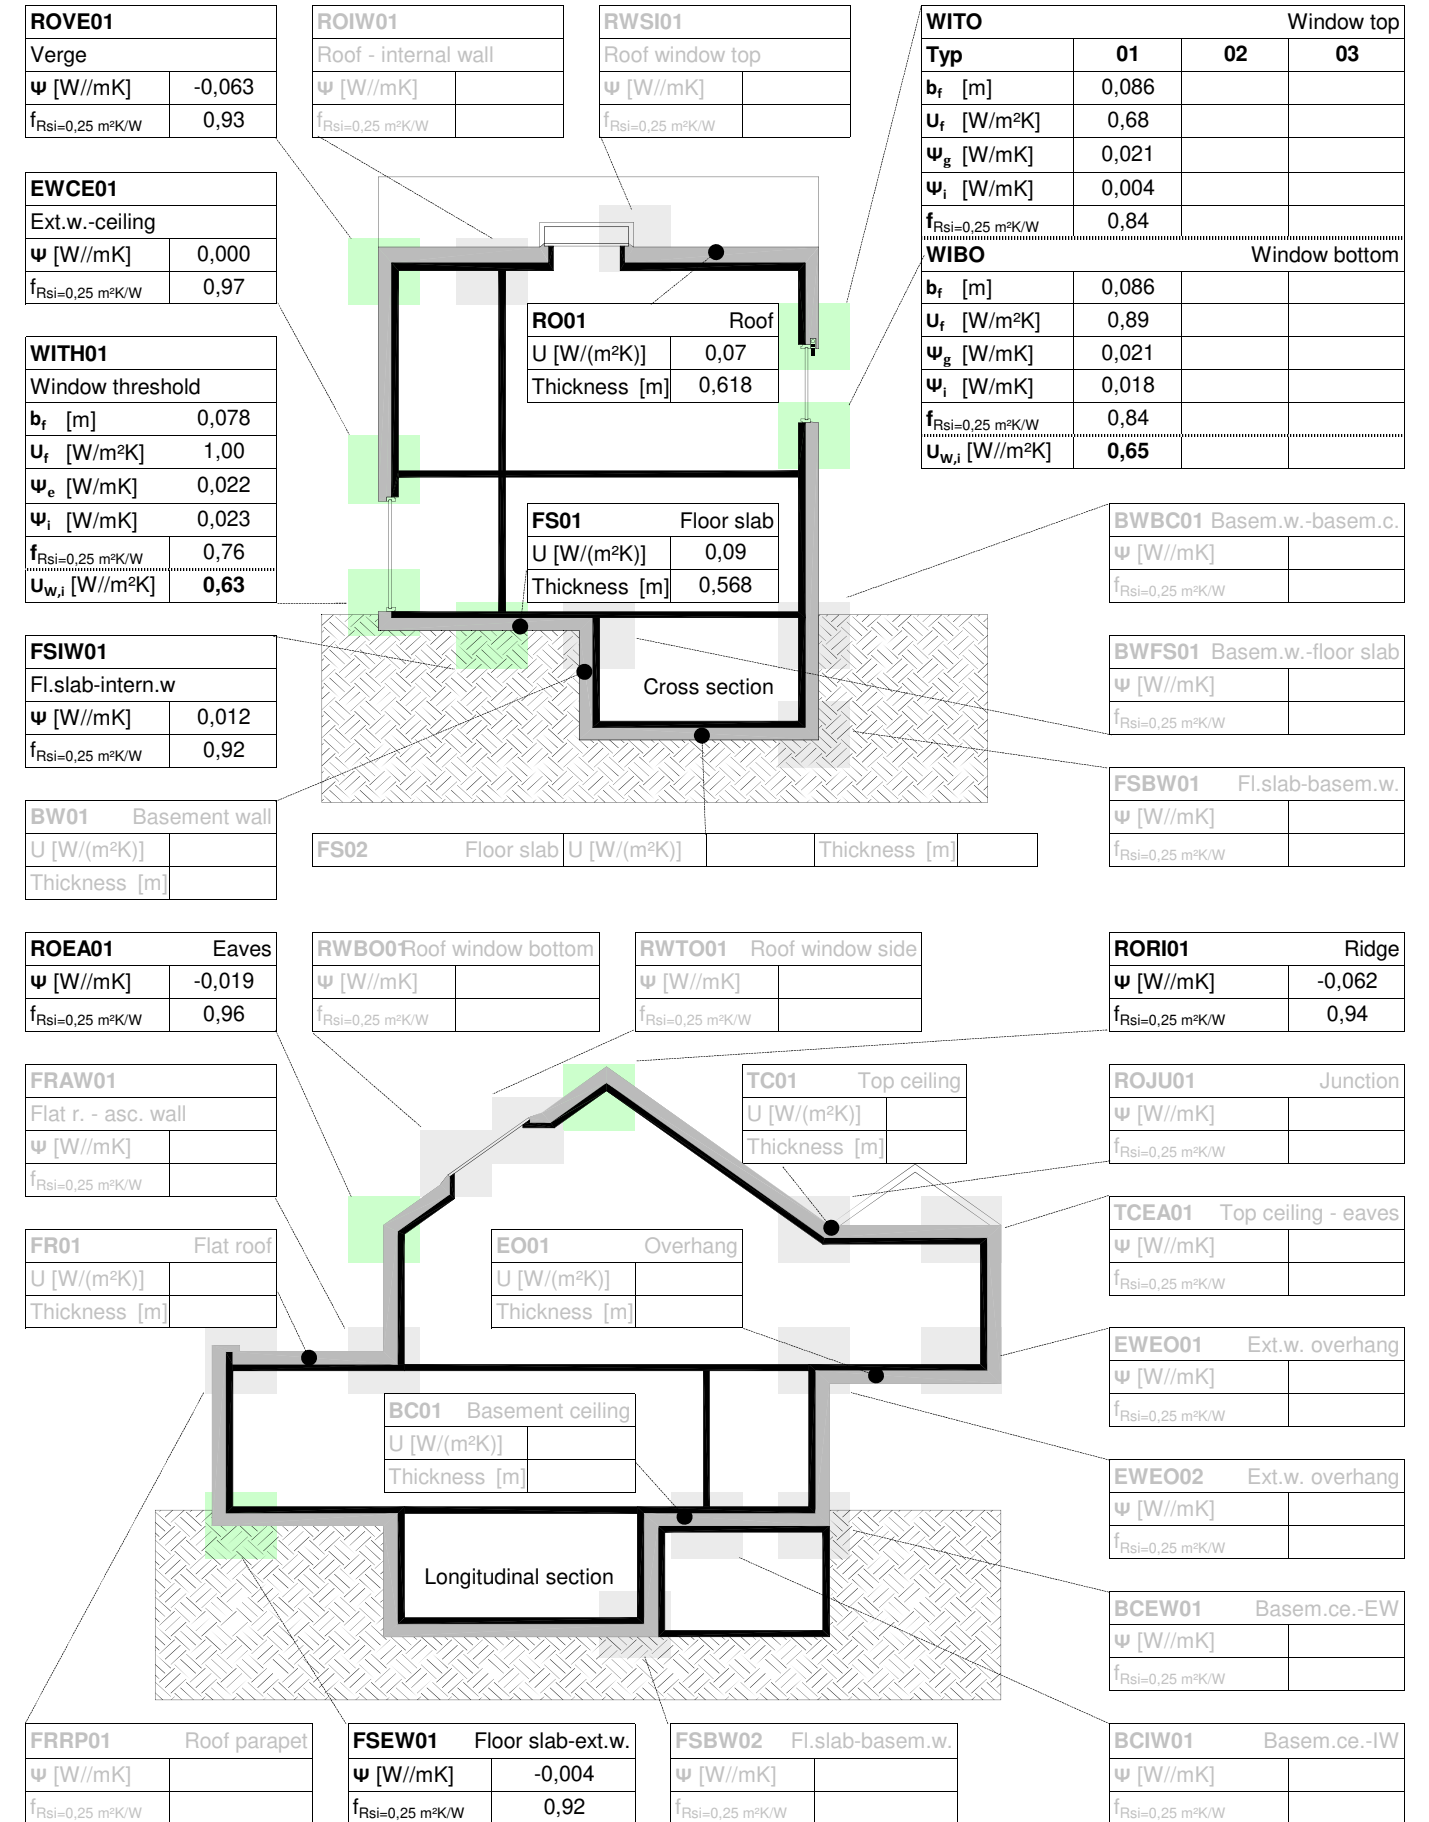 ROVE01
Verge
Ψ [W//mK] -0,063
fRsi=0,25 m²K/W 0,93
ROIW01
Roof - internal wall
Ψ [W//mK]
fRsi=0,25 m²K/W
RWSI01
Roof window top
Ψ [W//mK]
fRsi=0,25 m²K/W
WITO Window top
Typ 01 02 03
bf [m] 0,086
Uf [W/m²K] 0,68
Ψg [W/mK] 0,021
Ψi [W/mK] 0,004
fRsi=0,25 m²K/W 0,84
WIBO Window bottom
bf [m] 0,086
Uf [W/m²K] 0,89
Ψg [W/mK] 0,021
Ψi [W/mK] 0,018
fRsi=0,25 m²K/W 0,84
UW,i [W//m²K] 0,65
EWCE01
Ext.w.-ceiling
Ψ [W//mK] 0,000
fRsi=0,25 m²K/W 0,97
RO01 Roof
U [W/(m²K)] 0,07
Thickness [m] 0,618
WITH01
Window threshold
bf [m] 0,078
Uf [W/m²K] 1,00
Ψe [W/mK] 0,022
Ψi [W/mK] 0,023
fRsi=0,25 m²K/W 0,76
UW,i [W//m²K] 0,63
FS01 Floor slab
U [W/(m²K)] 0,09
Thickness [m] 0,568
BWBC01 Basem.w.-basem.c.
Ψ [W//mK]
fRsi=0,25 m²K/W
FSIW01
Fl.slab-intern.w
Ψ [W//mK] 0,012
fRsi=0,25 m²K/W 0,92
Cross section
BWFS01 Basem.w.-floor slab
Ψ [W//mK]
fRsi=0,25 m²K/W
FSBW01 Fl.slab-basem.w.
Ψ [W//mK]
fRsi=0,25 m²K/W
BW01 Basement wall
U [W/(m²K)]
Thickness [m]
FS02 Floor slab U [W/(m²K)] Thickness [m]
ROEA01 Eaves
Ψ [W//mK] -0,019
fRsi=0,25 m²K/W 0,96
RWBO01 Roof window bottom
Ψ [W//mK]
fRsi=0,25 m²K/W
RWTO01 Roof window side
Ψ [W//mK]
fRsi=0,25 m²K/W
RORI01 Ridge
Ψ [W//mK] -0,062
fRsi=0,25 m²K/W 0,94
FRAW01
Flat r. - asc. wall
Ψ [W//mK]
fRsi=0,25 m²K/W
TC01 Top ceiling
U [W/(m²K)]
Thickness [m]
ROJU01 Junction
Ψ [W//mK]
fRsi=0,25 m²K/W
TCEA01 Top ceiling - eaves
Ψ [W//mK]
fRsi=0,25 m²K/W
FR01 Flat roof
U [W/(m²K)]
Thickness [m]
EO01 Overhang
U [W/(m²K)]
Thickness [m]
EWEO01 Ext.w. overhang
Ψ [W//mK]
fRsi=0,25 m²K/W
BC01 Basement ceiling
U [W/(m²K)]
Thickness [m]
EWEO02 Ext.w. overhang
Ψ [W//mK]
fRsi=0,25 m²K/W
Longitudinal section
BCEW01 Basem.ce.-EW
Ψ [W//mK]
fRsi=0,25 m²K/W
FRRP01 Roof parapet
Ψ [W//mK]
fRsi=0,25 m²K/W
FSEW01 Floor slab-ext.w.
Ψ [W//mK] -0,004
fRsi=0,25 m²K/W 0,92
FSBW02 Fl.slab-basem.w.
Ψ [W//mK]
fRsi=0,25 m²K/W
BCIW01 Basem.ce.-IW
Ψ [W//mK]
fRsi=0,25 m²K/W